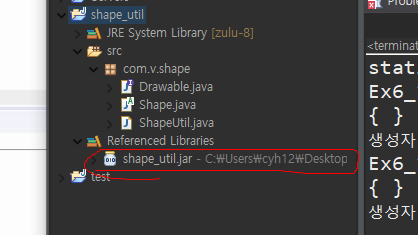 Servers
shape_util
JRE System Library [zulu-8]
src
com.v.shape
Drawable.java
Shape.java
ShapeUtil.java
Referenced Libraries
shape_util.jar - C:₩Users₩cyh12₩Desktop
test
Proble
<terminat
stat
Ex6_
{ }
생성자
Ex6_
{ }
생성자